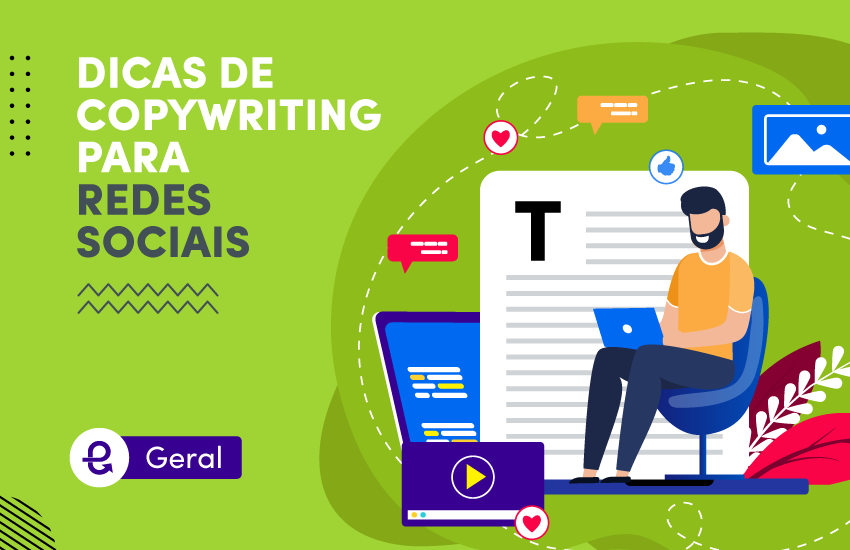 DICAS DE
COPYWRITING
PARA
REDES
SOCIAIS
T
e Geral